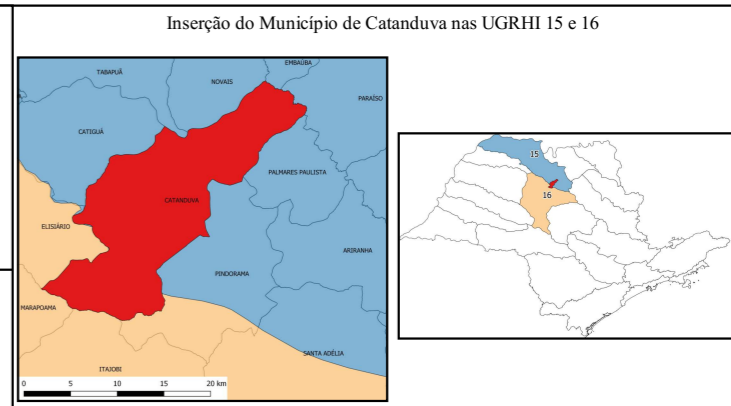 Inserção do Município de Catanduva nas UGRHI 15 e 16
EMBAÚBA
TABAPUÃ
NOVAIS
PARAÍSO
CATIGUÁ
PALMARES PAULISTA
CATANDUVA
ELISIÁRIO
ARIRANHA
PINDORAMA
MARAPOAMA
SANTA ADÉLIA
ITAJOBI
0 5 10 15 20 km
15
16